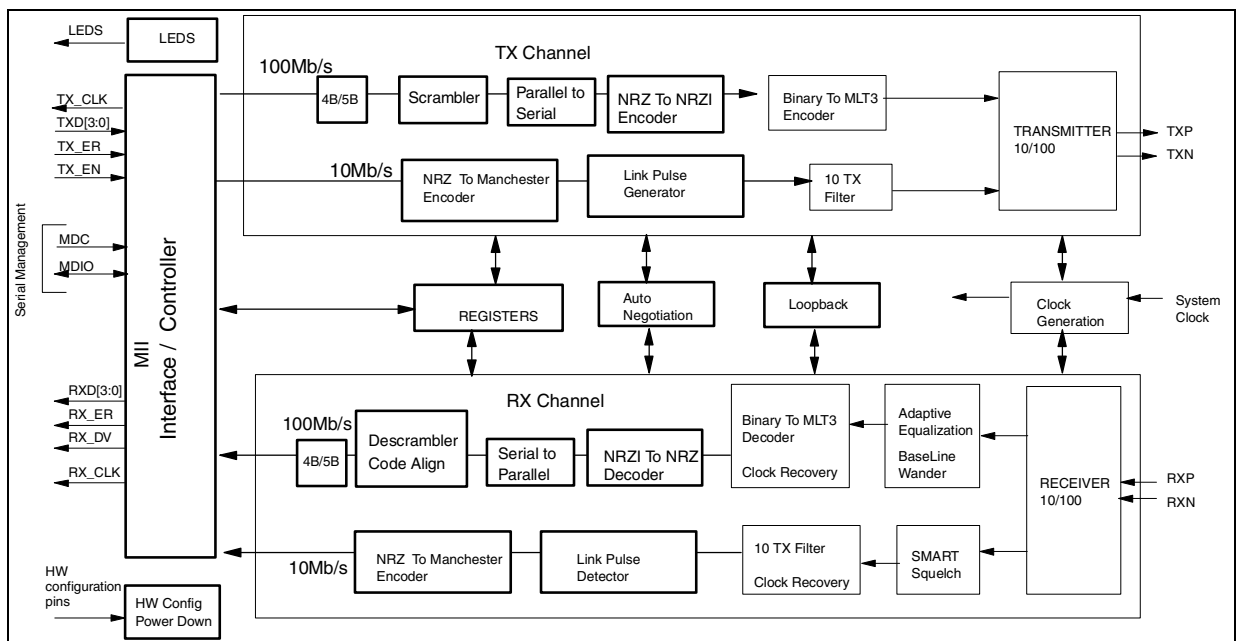 LEDS
LEDS
TX Channel
100Mb/s
4B/5B
Scrambler
Parallel to
Serial
NRZ To NRZI
Encoder
Binary To MLT3
Encoder
TRANSMITTER
10/100
TXP
TXN
TX_CLK
TXD[3:0]
TX_ER
TX_EN
10Mb/s
NRZ To Manchester
Encoder
Link Pulse
Generator
10 TX
Filter
Serial Management
MDC
MDIO
MII
Interface / Controller
REGISTERS
Auto
Negotiation
Loopback
Clock
Generation
System
Clock
RX Channel
RXD[3:0]
RX_ER
RX_DV
RX_CLK
100Mb/s
4B/5B
Descrambler
Code Align
Serial to
Parallel
NRZI To NRZ
Decoder
Binary To MLT3
Decoder
Clock Recovery
Adaptive
Equalization
BaseLine
Wander
RECEIVER
10/100
RXP
RXN
10Mb/s
NRZ To Manchester
Encoder
Link Pulse
Detector
10 TX Filter
Clock Recovery
SMART
Squelch
HW
configuration
pins
HW Config
Power Down